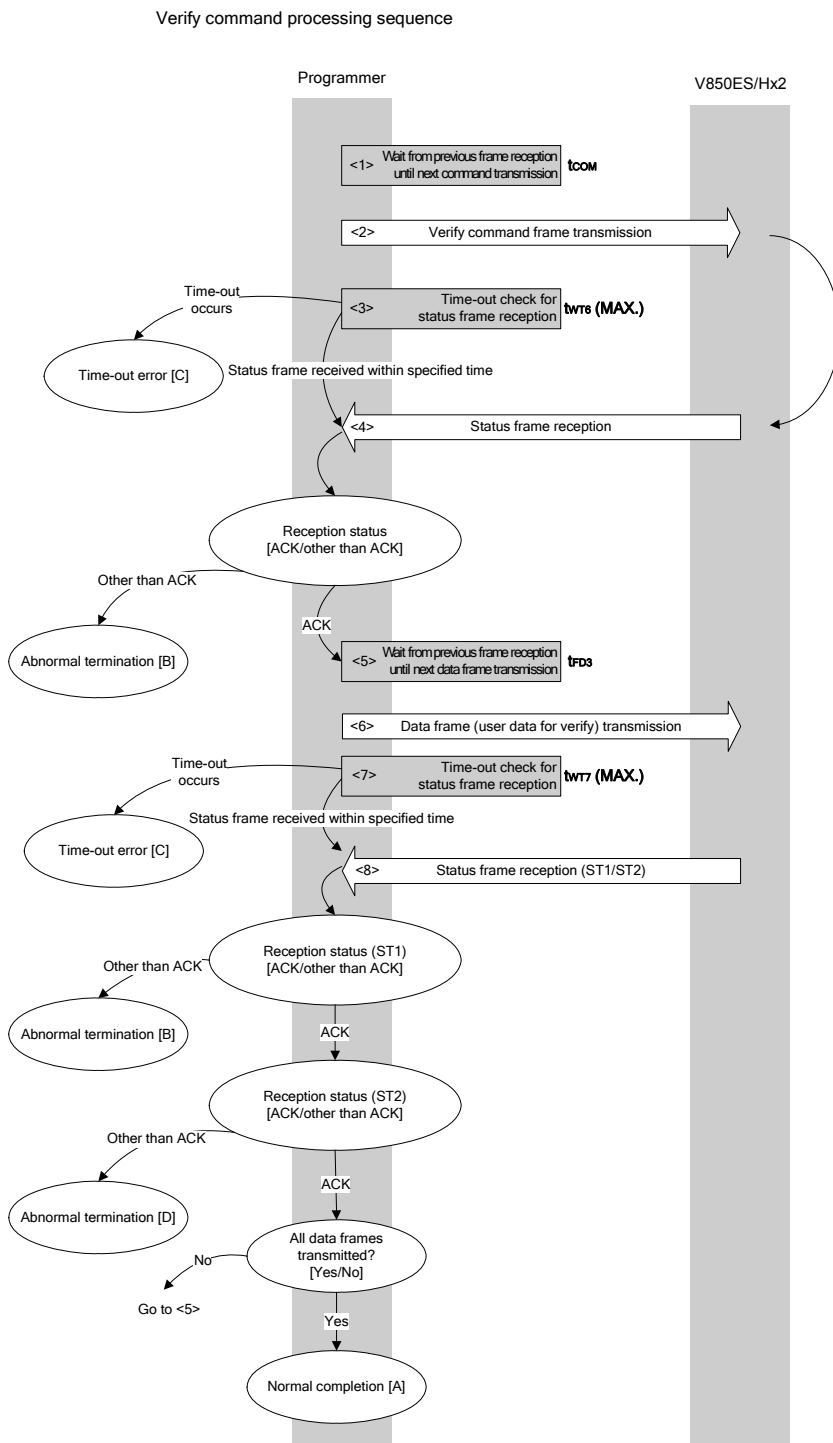 Verify command processing sequence
Programmer
V850ES/Hx2
<1> Wait from previous frame reception
until next command transmission
tCOM
<2> Verify command frame transmission
Time-out
occurs
<3> Time-out check for
status frame reception
tWT6 (MAX.)
Time-out error [C]
Status frame received within specified time
<4> Status frame reception
Reception status
[ACK/other than ACK]
Other than ACK
ACK
Abnormal termination [B]
<5> Wait from previous frame reception
until next data frame transmission
tFD3
<6> Data frame (user data for verify) transmission
Time-out
occurs
<7> Time-out check for
status frame reception
tWT7 (MAX.)
Status frame received within specified time
Time-out error [C]
<8> Status frame reception (ST1/ST2)
Reception status (ST1)
[ACK/other than ACK]
Other than ACK
Abnormal termination [B]
ACK
Reception status (ST2)
[ACK/other than ACK]
Other than ACK
ACK
Abnormal termination [D]
All data frames
transmitted?
[Yes/No]
No
Go to <5>
Yes
Normal completion [A]